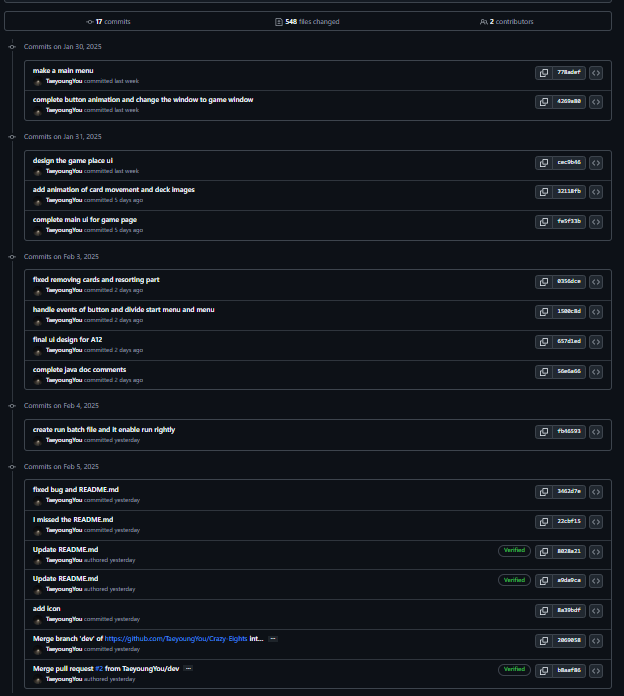 17 commits
548 files changed
2 contributors
Commits on Jan 30, 2025
make a main menu
778adef
TaeyoungYou committed last week
complete button animation and change the window to game window
4269a80
TaeyoungYou committed last week
Commits on Jan 31, 2025
design the game place ui
cec9b46
TaeyoungYou committed last week
add animation of card movement and deck images
32118fb
TaeyoungYou committed 5 days ago
complete main ui for game page
fe5f33b
TaeyoungYou committed 5 days ago
Commits on Feb 3, 2025
fixed removing cards and resorting part
0356dce
TaeyoungYou committed 2 days ago
handle events of button and divide start menu and menu
1500c8d
TaeyoungYou committed 2 days ago
final ui design for A12
657d1ed
TaeyoungYou committed 2 days ago
complete java doc comments
56e6a66
TaeyoungYou committed 2 days ago
Commits on Feb 4, 2025
create run batch file and it enable run rightly
fb46593
TaeyoungYou committed yesterday
Commits on Feb 5, 2025
fixed bug and README.md
3463d7e
TaeyoungYou committed yesterday
I missed the README.md
22cbf15
TaeyoungYou committed yesterday
Update README.md
Verified
8028a21
TaeyoungYou authored yesterday
Update README.md
Verified
a9da9ca
TaeyoungYou authored yesterday
add icon
8a39bdf
TaeyoungYou committed yesterday
Merge branch 'dev' of https://github.com/TaeyoungYou/Crazy-Eights int...
2069058
TaeyoungYou committed yesterday
Merge pull request #2 from TaeyoungYou/dev
Verified
b8aaf86
TaeyoungYou authored yesterday